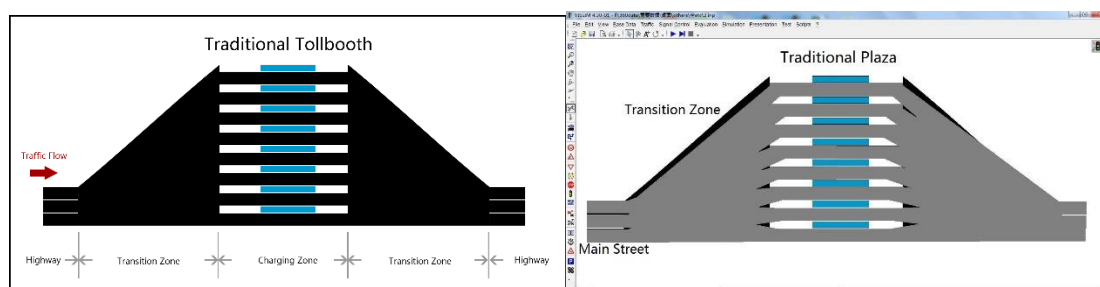 Traditional Tollbooth
Traffic Flow
Highway
Transition Zone
Charging Zone
Transition Zone
Highway
File Edit View Base Data Traffic Signal Control Evaluation Simulation Presentation Test Scripts ?
Traditional Plaza
Transition Zone
Main Street